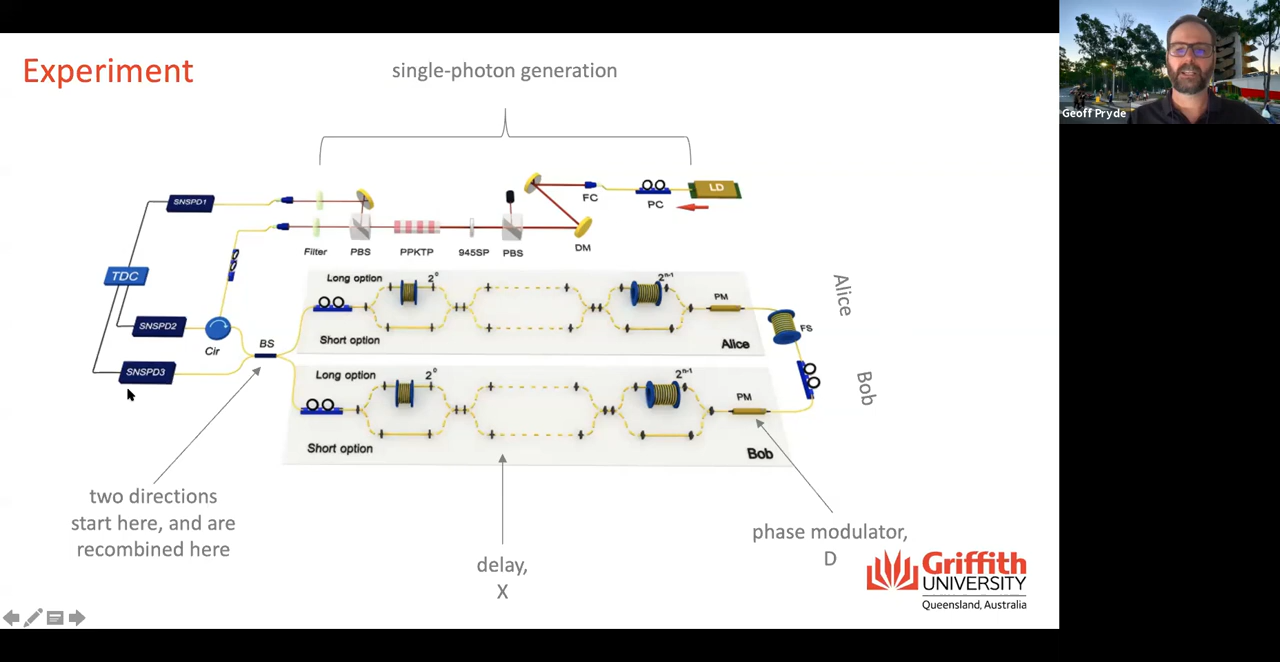 Experiment
single-photon generation
Geoff Pryde
SNSPD1
LD
FC
PC
Filter
PBS
PPKTP
945SP
PBS
DM
TDC
Long option
2⁰
2ⁿ⁻¹
PM
Alice
SNSPD2
Cir
BS
Short option
Alice
FS
SNSPD3
Long option
2⁰
2ⁿ⁻¹
PM
Bob
Short option
Bob
two directions
start here, and are
recombined here
delay,
X
phase modulator,
D
Griffith
UNIVERSITY
Queensland, Australia